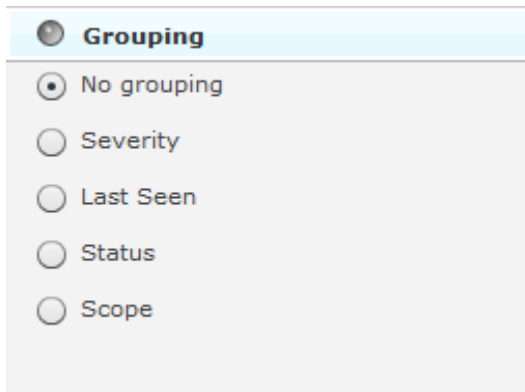 Grouping
No grouping
Severity
Last Seen
Status
Scope